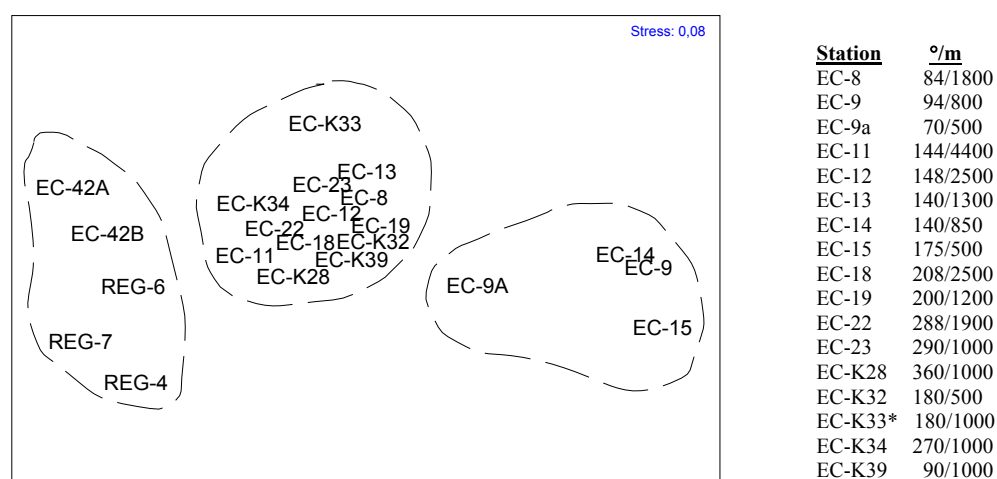 Stress: 0,08
EC-K33
EC-13
EC-23
EC-42A
EC-8
EC-K34
EC-12
EC-19
EC-22
EC-42B
EC-18
EC-K32
EC-11
EC-14
EC-K39
EC-9
EC-K28
EC-9A
REG-6
EC-15
REG-7
REG-4
Station °/m
EC-8 84/1800
EC-9 94/800
EC-9a 70/500
EC-11 144/4400
EC-12 148/2500
EC-13 140/1300
EC-14 140/850
EC-15 175/500
EC-18 208/2500
EC-19 200/1200
EC-22 288/1900
EC-23 290/1000
EC-K28 360/1000
EC-K32 180/500
EC-K33* 180/1000
EC-K34 270/1000
EC-K39 90/1000